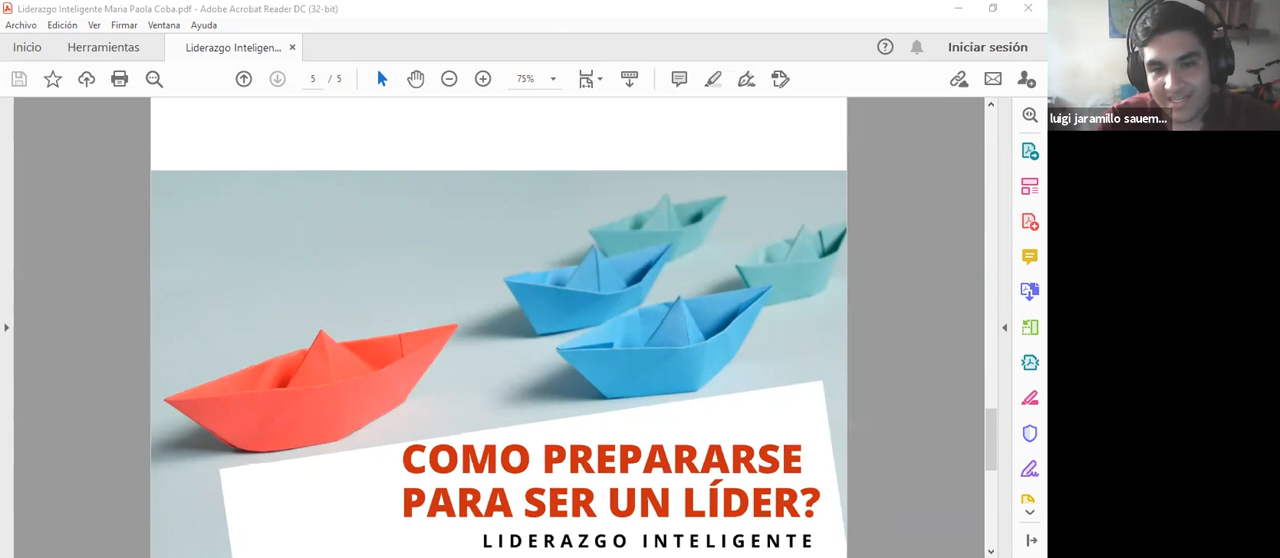 Liderazgo Inteligente Maria Paola Coba.pdf - Adobe Acrobat Reader DC (32-bit)
Archivo Edición Ver Firmar Ventana Ayuda
Inicio Herramientas Liderazgo Inteligen... × Iniciar sesión
5 / 5 75%
luigi jaramillo sauem...
COMO PREPARARSE
PARA SER UN LÍDER?
LIDERAZGO INTELIGENTE